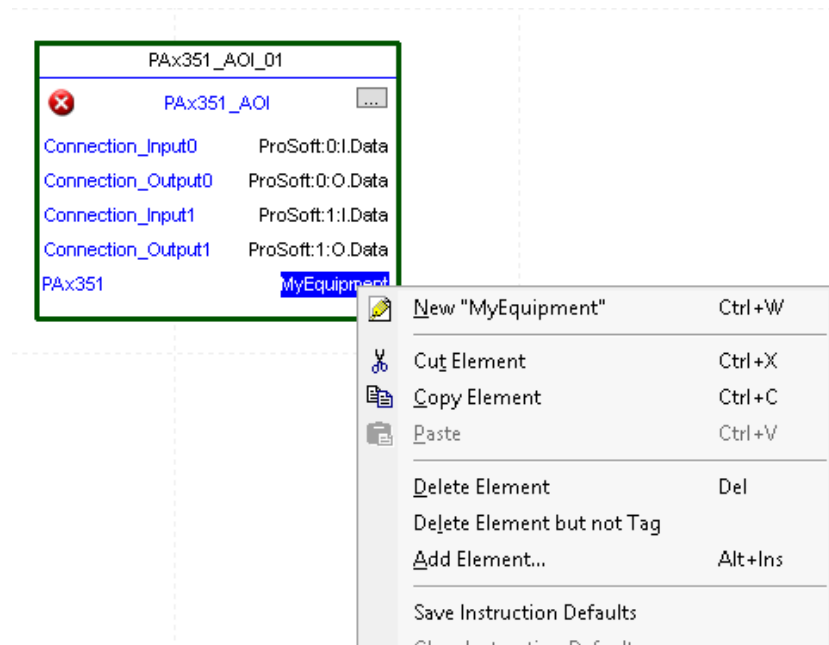 PAx351_AOI_01
PAx351_AOI ...
Connection_Input0 ProSoft:0:I.Data
Connection_Output0 ProSoft:0:O.Data
Connection_Input1 ProSoft:1:I.Data
Connection_Output1 ProSoft:1:O.Data
PAx351 MyEquipment
New "MyEquipment" Ctrl+W
Cut Element Ctrl+X
Copy Element Ctrl+C
Paste Ctrl+V
Delete Element Del
Delete Element but not Tag
Add Element... Alt+Ins
Save Instruction Defaults